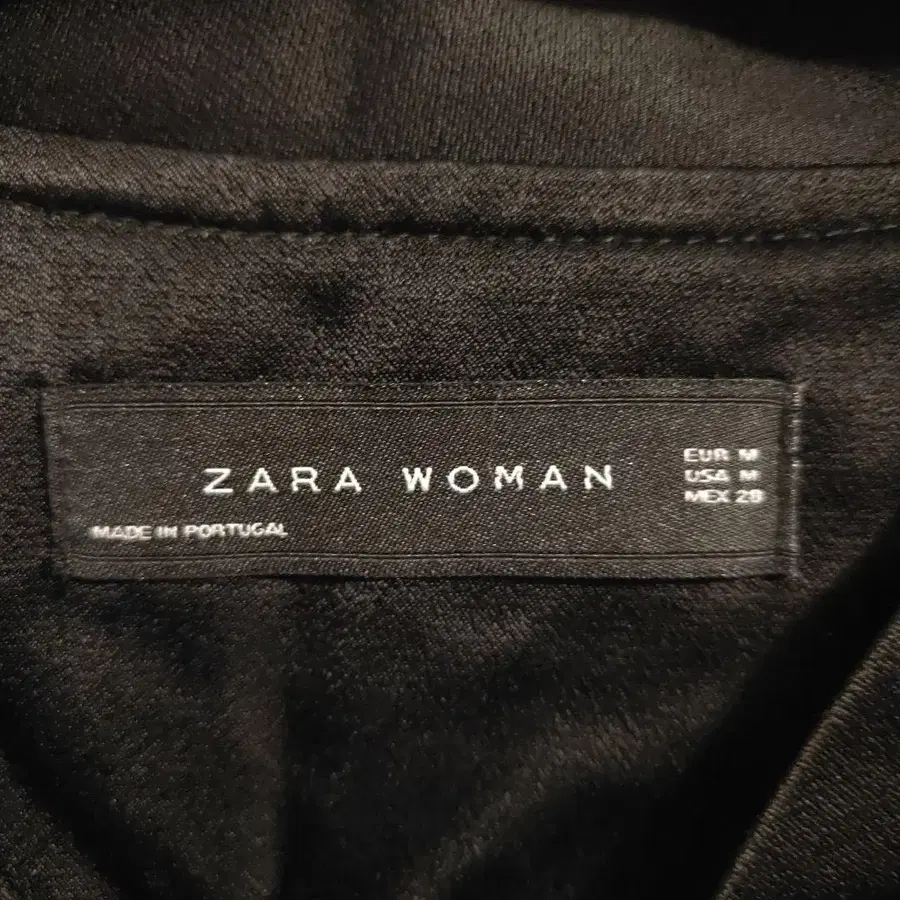 ZARA WOMAN
EUR M
USA M
MEX 28
MADE IN PORTUGAL